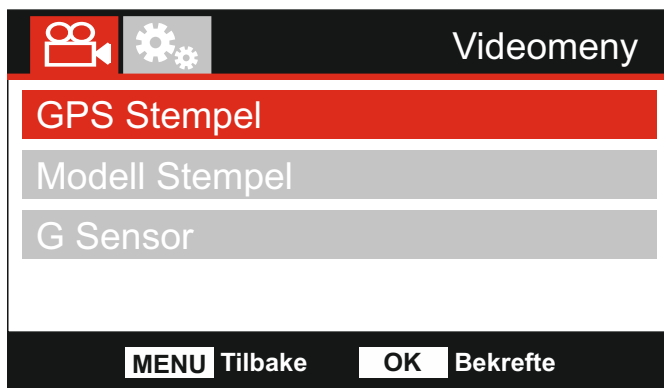 Videomeny
GPS Stempel
Modell Stempel
G Sensor
MENU Tilbake OK Bekrefte